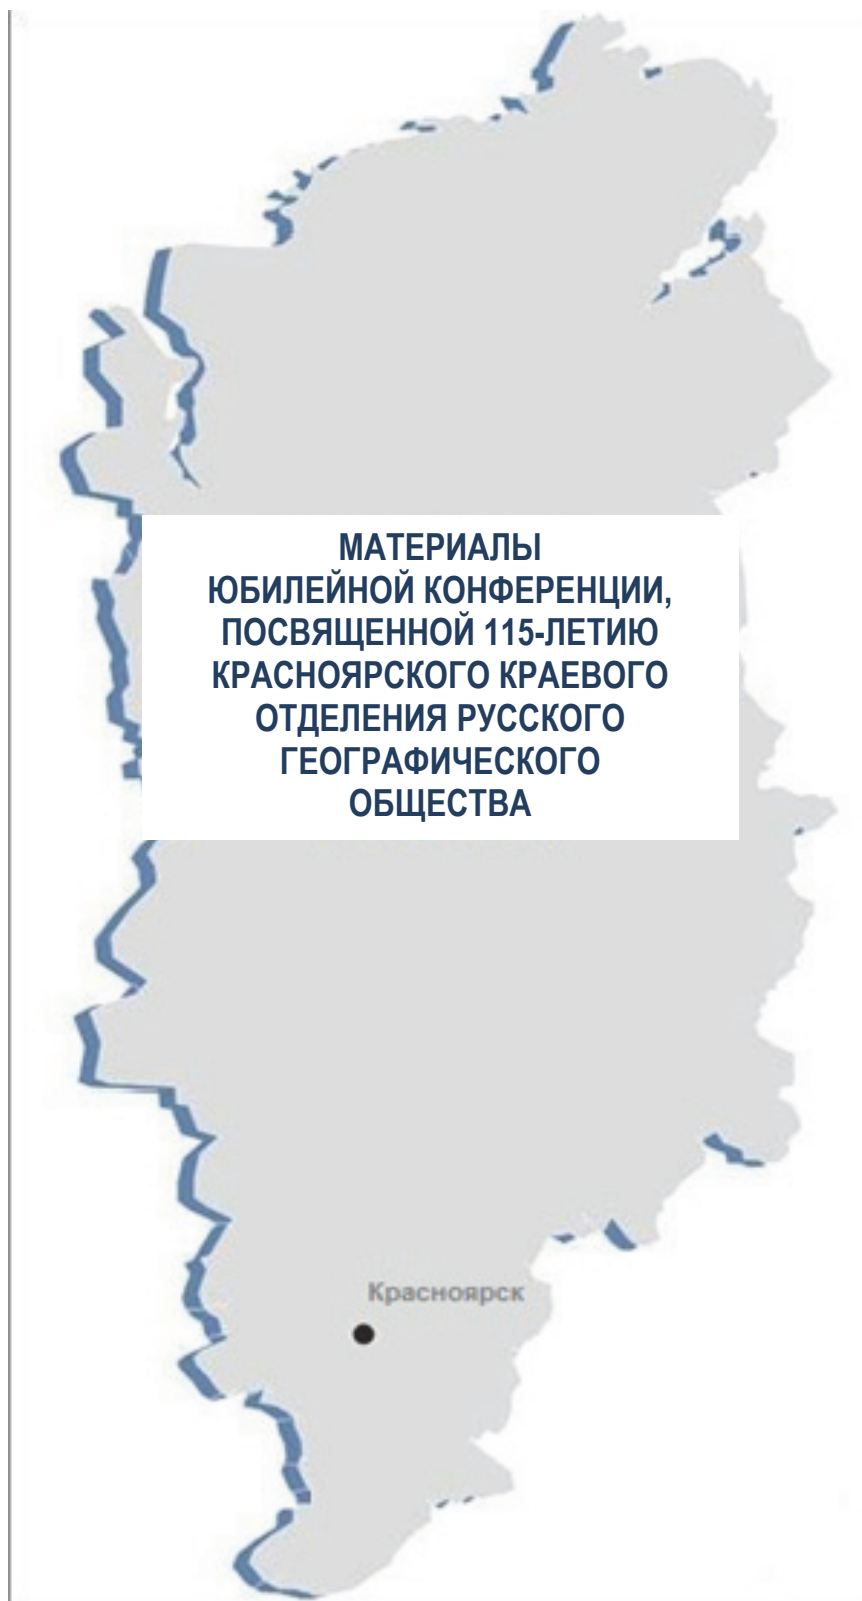 МАТЕРИАЛЫ
ЮБИЛЕЙНОЙ КОНФЕРЕНЦИИ,
ПОСВЯЩЕННОЙ 115-ЛЕТИЮ
КРАСНОЯРСКОГО КРАЕВОГО
ОТДЕЛЕНИЯ РУССКОГО
ГЕОГРАФИЧЕСКОГО
ОБЩЕСТВА
Красноярск